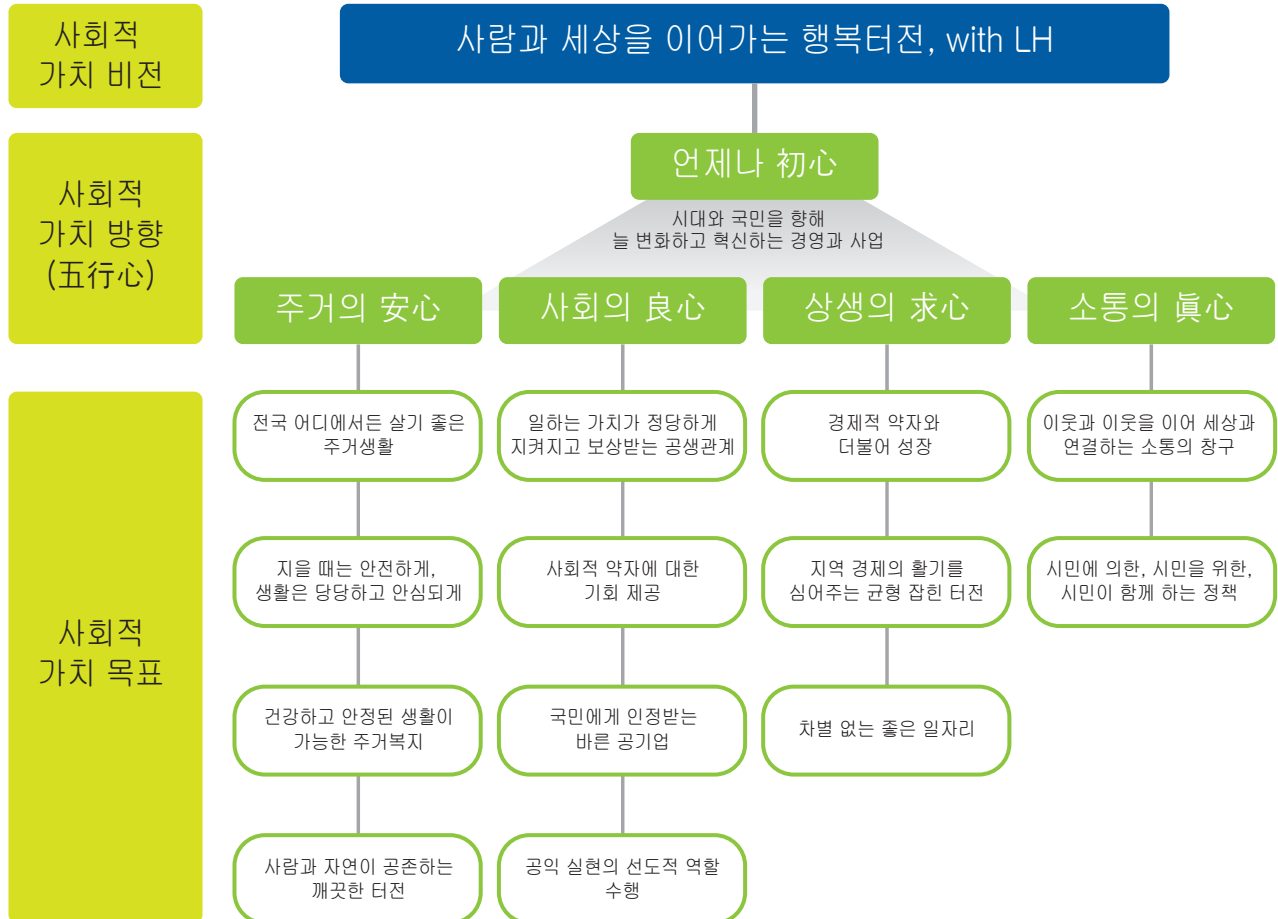 사회적
가치 비전
사람과 세상을 이어가는 행복터전, with LH
사회적
가치 방향
(五行心)
언제나 初心
시대와 국민을 향해
늘 변화하고 혁신하는 경영과 사업
주거의 安心
사회의 良心
상생의 求心
소통의 眞心
사회적
가치 목표
전국 어디에서든 살기 좋은
주거생활
일하는 가치가 정당하게
지켜지고 보상받는 공생관계
경제적 약자와
더불어 성장
이웃과 이웃을 이어 세상과
연결하는 소통의 창구
지을 때는 안전하게,
생활은 당당하고 안심되게
사회적 약자에 대한
기회 제공
지역 경제의 활기를
심어주는 균형 잡힌 터전
시민에 의한, 시민을 위한,
시민이 함께 하는 정책
건강하고 안정된 생활이
가능한 주거복지
국민에게 인정받는
바른 공기업
차별 없는 좋은 일자리
사람과 자연이 공존하는
깨끗한 터전
공익 실현의 선도적 역할
수행